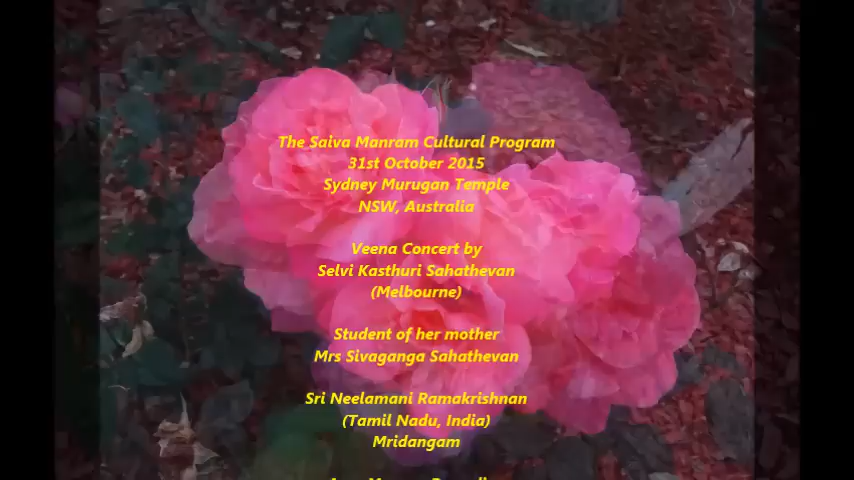 The Saiva Manram Cultural Program
31st October 2015
Sydney Murugan Temple
NSW, Australia
Veena Concert by
Selvi Kasthuri Sahathevan
(Melbourne)
Student of her mother
Mrs Sivaganga Sahathevan
Sri Neelamani Ramakrishnan
(Tamil Nadu, India)
Mridangam